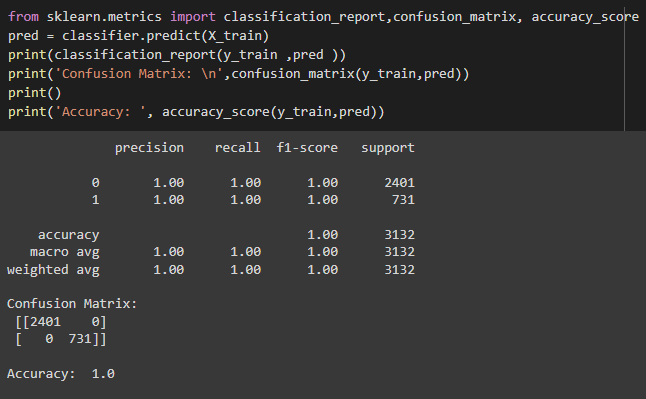 from sklearn.metrics import classification_report,confusion_matrix, accuracy_score
pred = classifier.predict(X_train)
print(classification_report(y_train ,pred ))
print('Confusion Matrix: \n',confusion_matrix(y_train,pred))
print()
print('Accuracy: ', accuracy_score(y_train,pred))
precision recall f1-score support
0 1.00 1.00 1.00 2401
1 1.00 1.00 1.00 731
accuracy 1.00 3132
macro avg 1.00 1.00 1.00 3132
weighted avg 1.00 1.00 1.00 3132
Confusion Matrix:
[[2401 0]
[ 0 731]]
Accuracy: 1.0